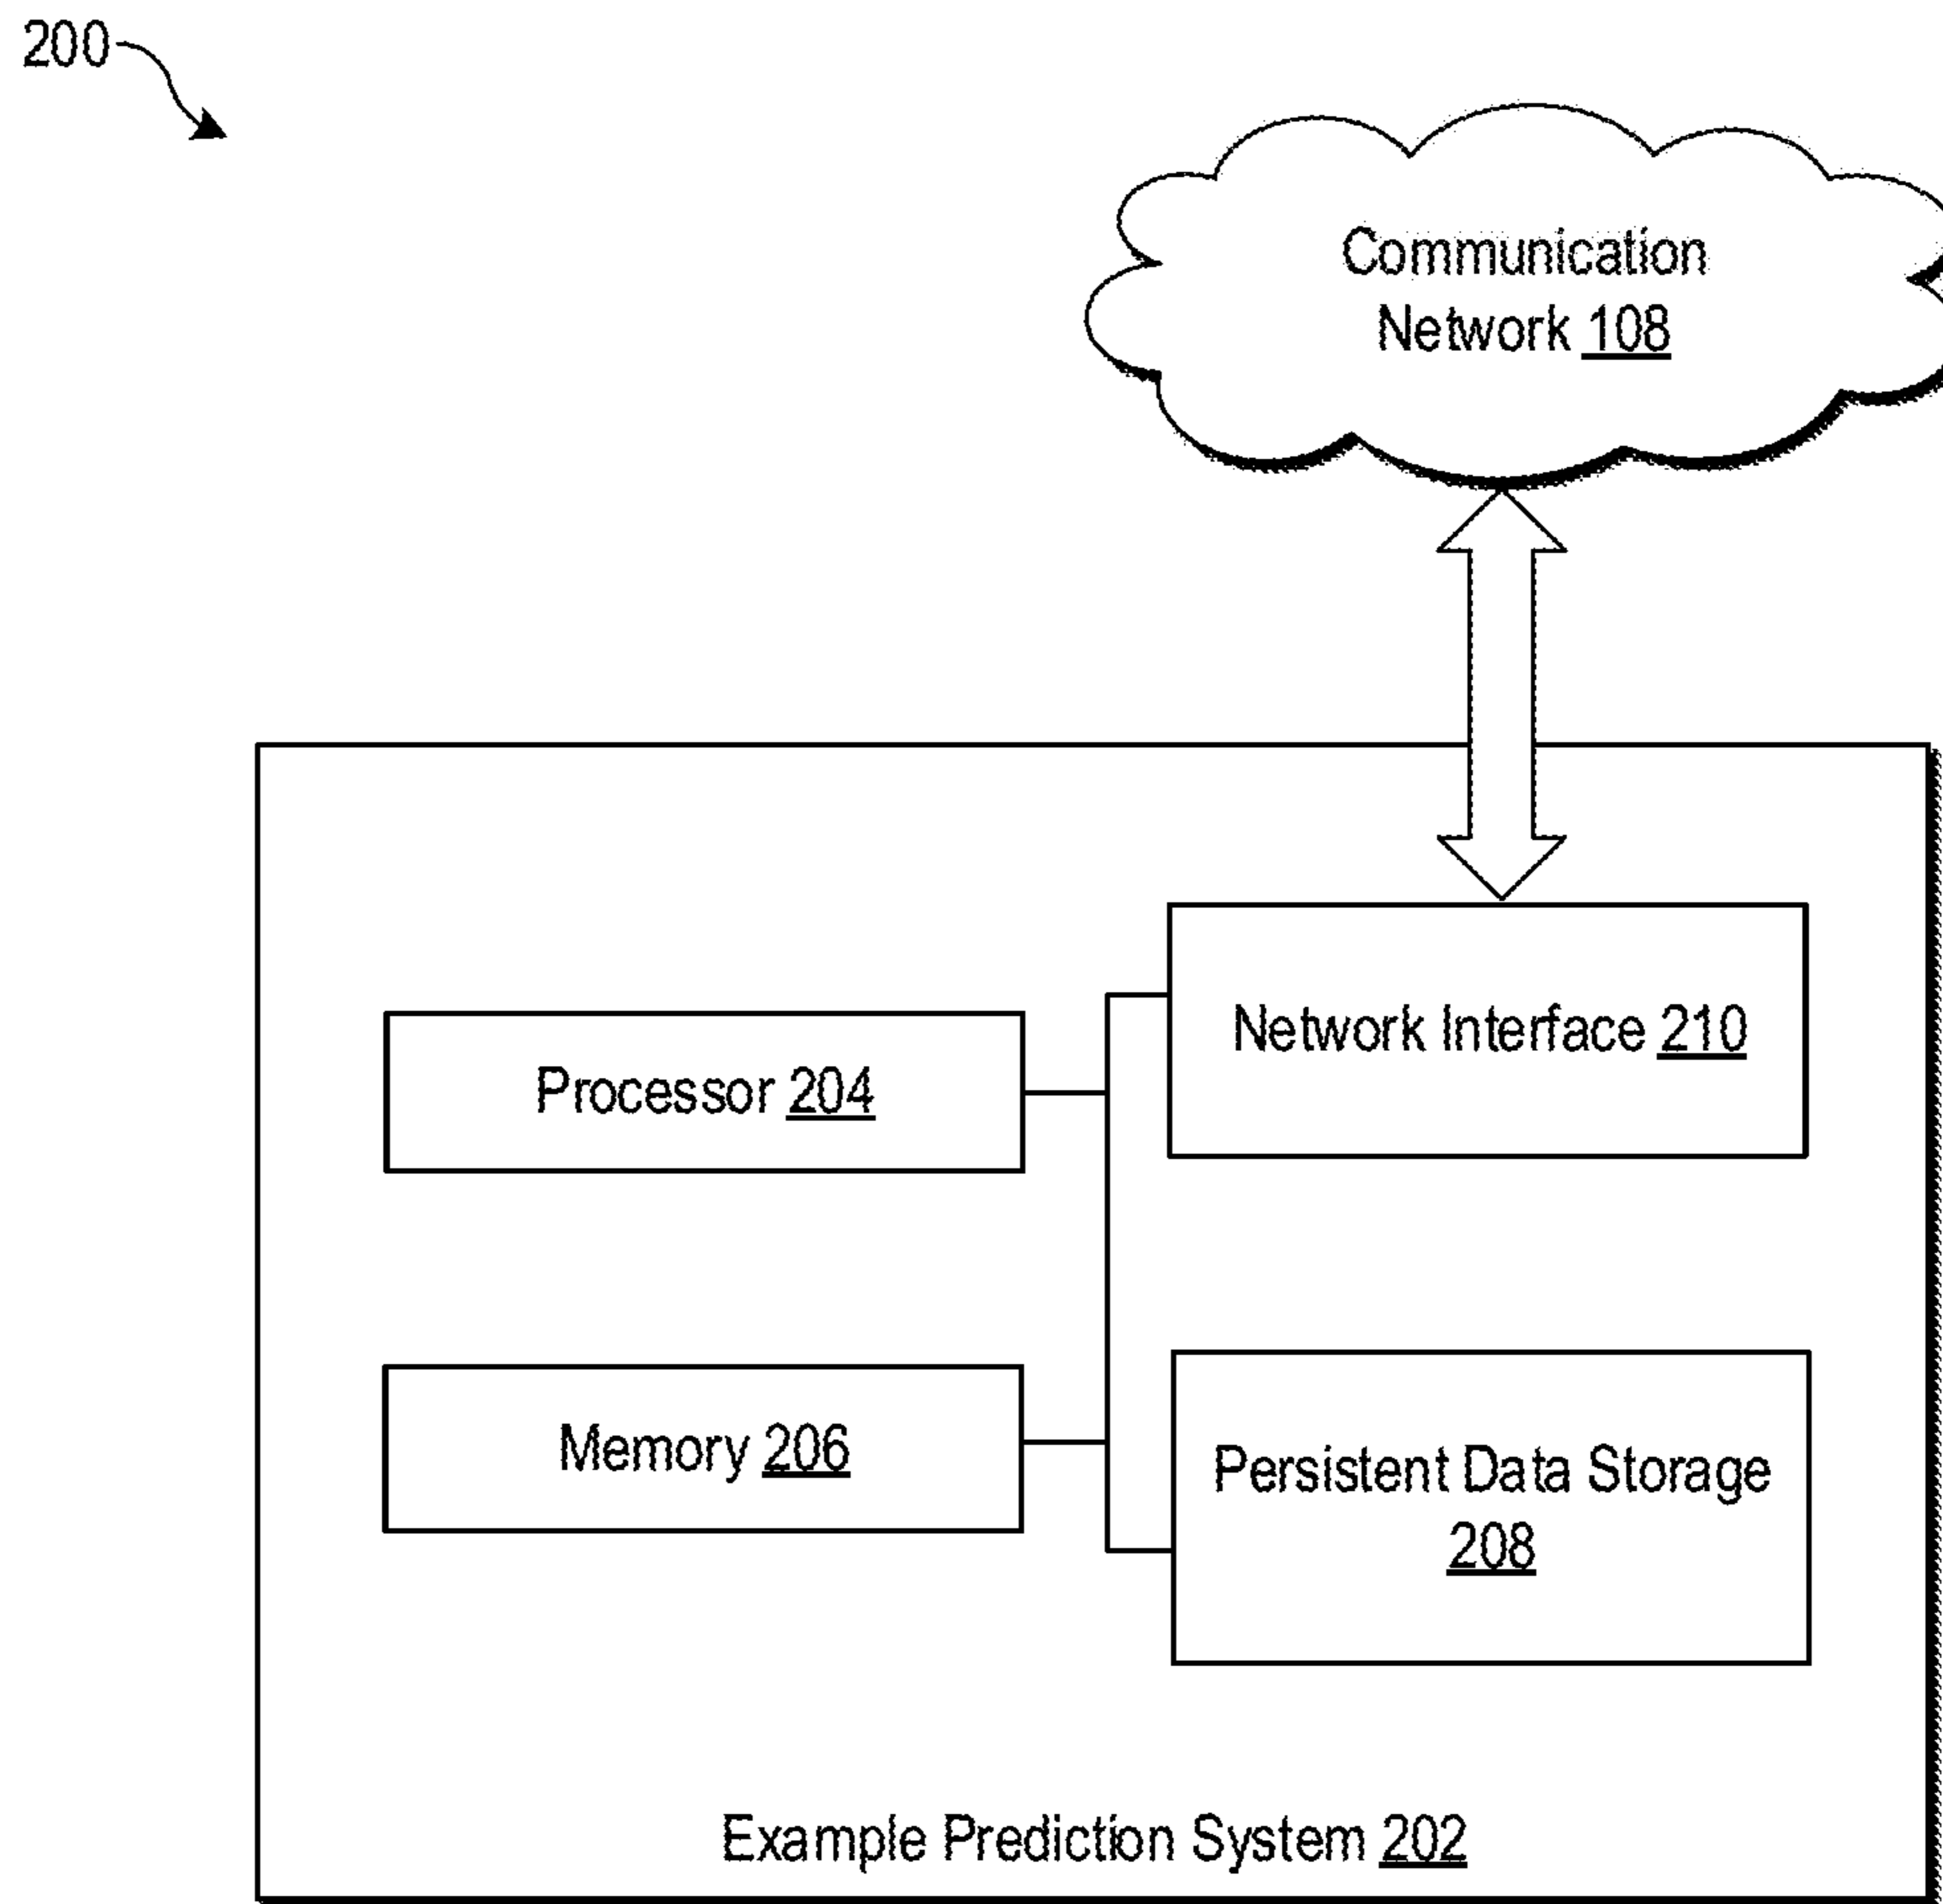 200
Communication
Network 108
Network Interface 210
Processor 204
Memory 206
Persistent Data Storage
208
Example Prediction System 202